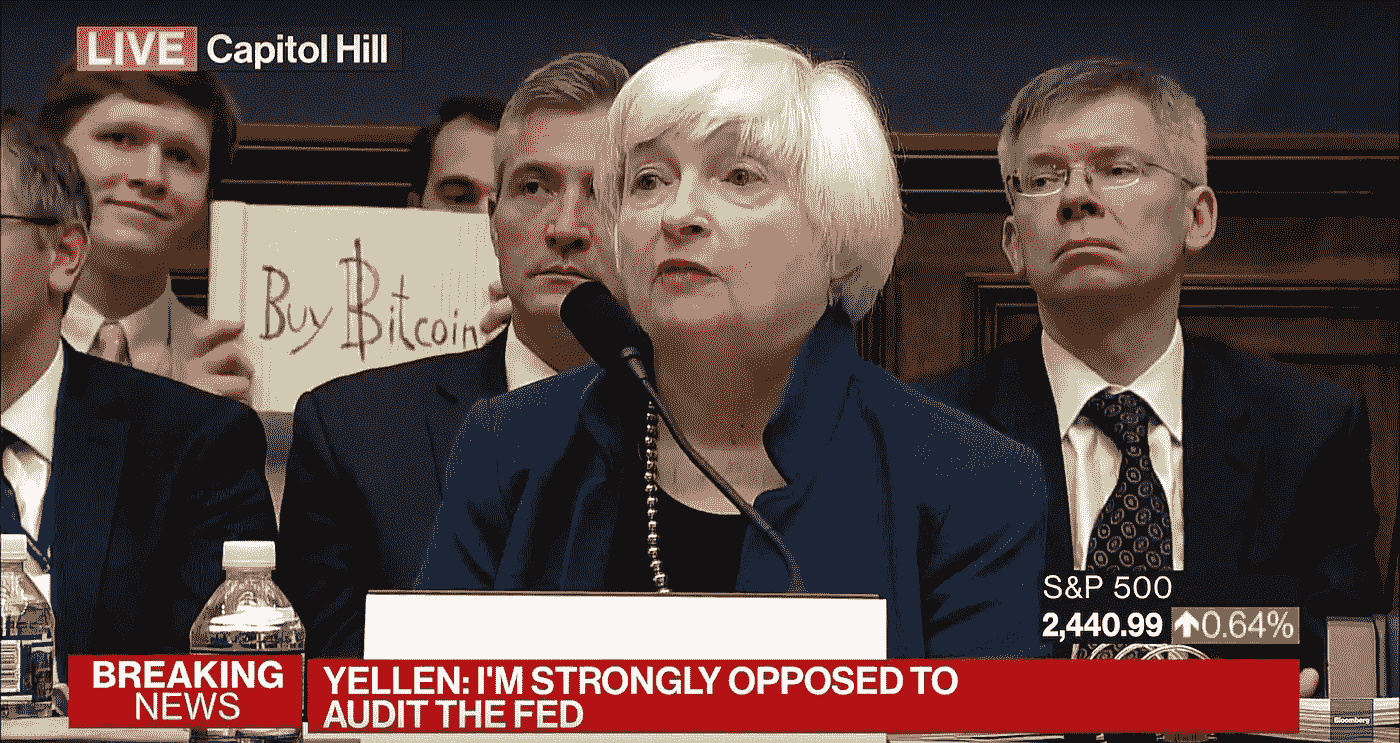 LIVE Capitol Hill
Buy Bitcoin
S&P 500
2,440.99 ↑0.64%
BREAKING
NEWS
YELLEN: I'M STRONGLY OPPOSED TO
AUDIT THE FED
Bloomberg